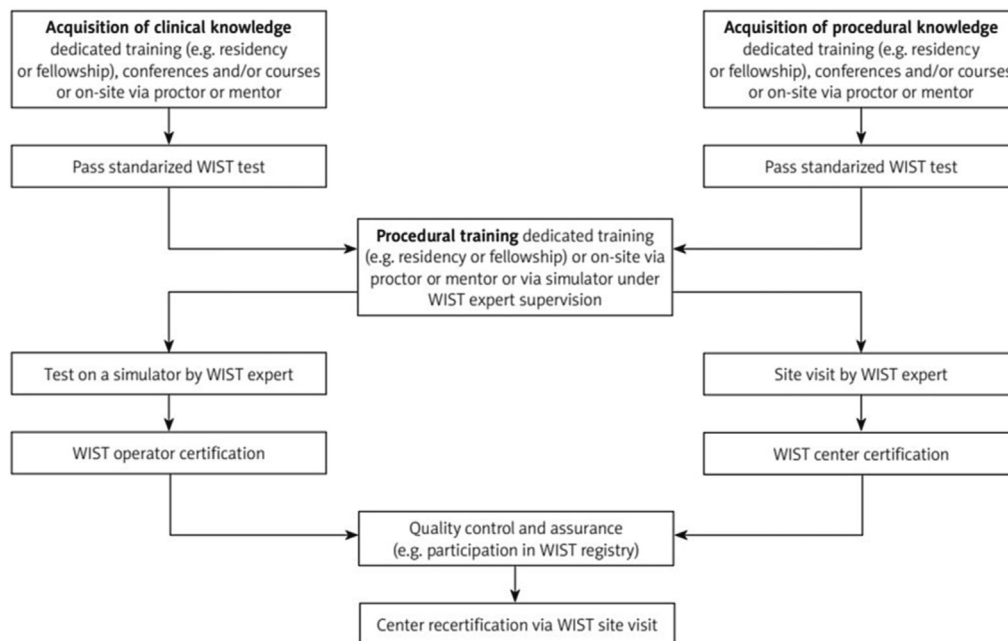 Acquisition of clinical knowledge
dedicated training (e.g. residency
or fellowship), conferences and/or courses
or on-site via proctor or mentor
Acquisition of procedural knowledge
dedicated training (e.g. residency
or fellowship), conferences and/or courses
or on-site via proctor or mentor
Pass standarized WIST test
Pass standarized WIST test
Procedural training dedicated training
(e.g. residency or fellowship) or on-site via
proctor or mentor or via simulator under
WIST expert supervision
Test on a simulator by WIST expert
Site visit by WIST expert
WIST operator certification
WIST center certification
Quality control and assurance
(e.g. participation in WIST registry)
Center recertification via WIST site visit